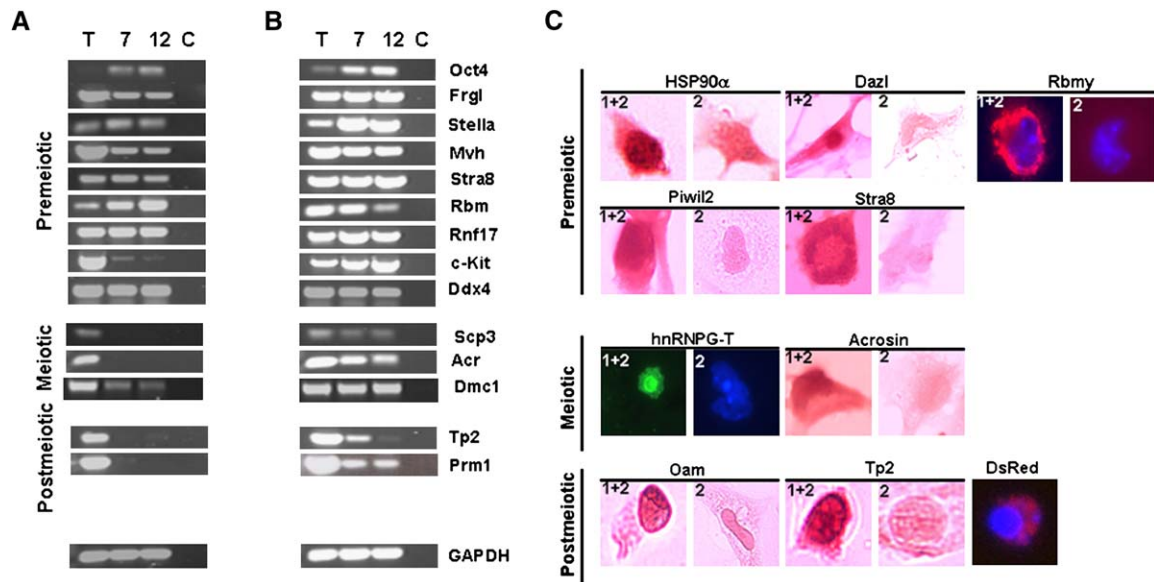 A
B
C
T 7 12 C
T 7 12 C
Premeiotic
Oct4
Frgl
Stella
Mvh
Stra8
Rbm
Rnf17
c-Kit
Ddx4
Meiotic
Scp3
Acr
Dmc1
Postmeiotic
Tp2
Prm1
GAPDH
Premeiotic
HSP90α Dazl Rbmy
1+2 2 1+2 2 1+2 2
Piwil2 Stra8
1+2 2 1+2 2
Meiotic
hnRNPG-T Acrosin
1+2 2 1+2 2
Postmeiotic
Oam Tp2 DsRed
1+2 2 1+2 2